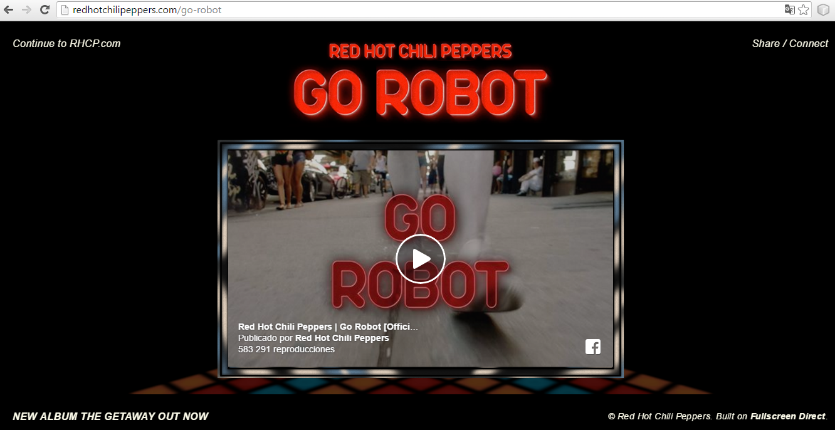 redhotchilipeppers.com/go-robot
Continue to RHCP.com
Share / Connect
RED HOT CHILI PEPPERS
GO ROBOT
GO
ROBOT
Red Hot Chili Peppers | Go Robot [Offici...
Publicado por Red Hot Chili Peppers
583 291 reproducciones
NEW ALBUM THE GETAWAY OUT NOW
© Red Hot Chili Peppers. Built on Fullscreen Direct.